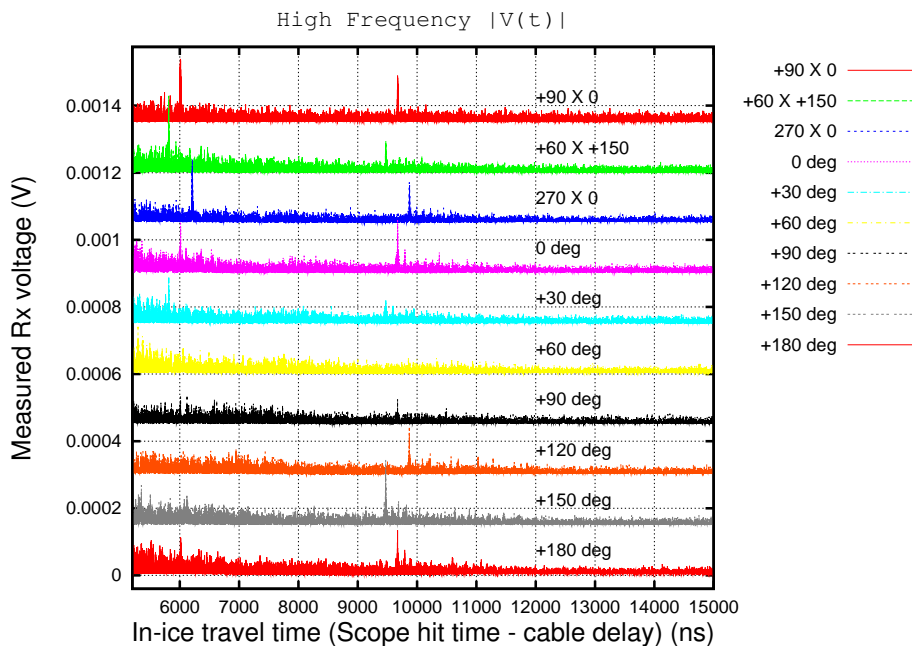 High Frequency |V(t)|
Measured Rx voltage (V)
0.0014
0.0012
0.001
0.0008
0.0006
0.0004
0.0002
0
+90 X 0
+60 X +150
270 X 0
0 deg
+30 deg
+60 deg
+90 deg
+120 deg
+150 deg
+180 deg
6000 7000 8000 9000 10000 11000 12000 13000 14000 15000
In-ice travel time (Scope hit time - cable delay) (ns)
+90 X 0
+60 X +150
270 X 0
0 deg
+30 deg
+60 deg
+90 deg
+120 deg
+150 deg
+180 deg